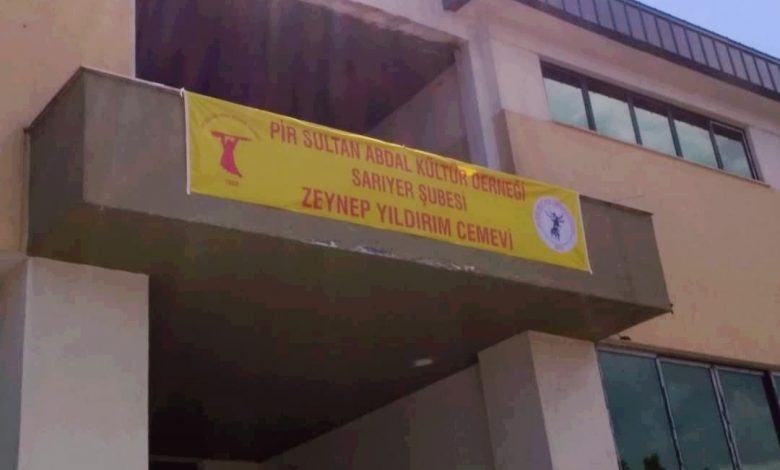 PİR SULTAN ABDAL KÜLTÜR DERNEĞİ
SARIYER ŞUBESİ
ZEYNEP YILDIRIM CEMEVİ